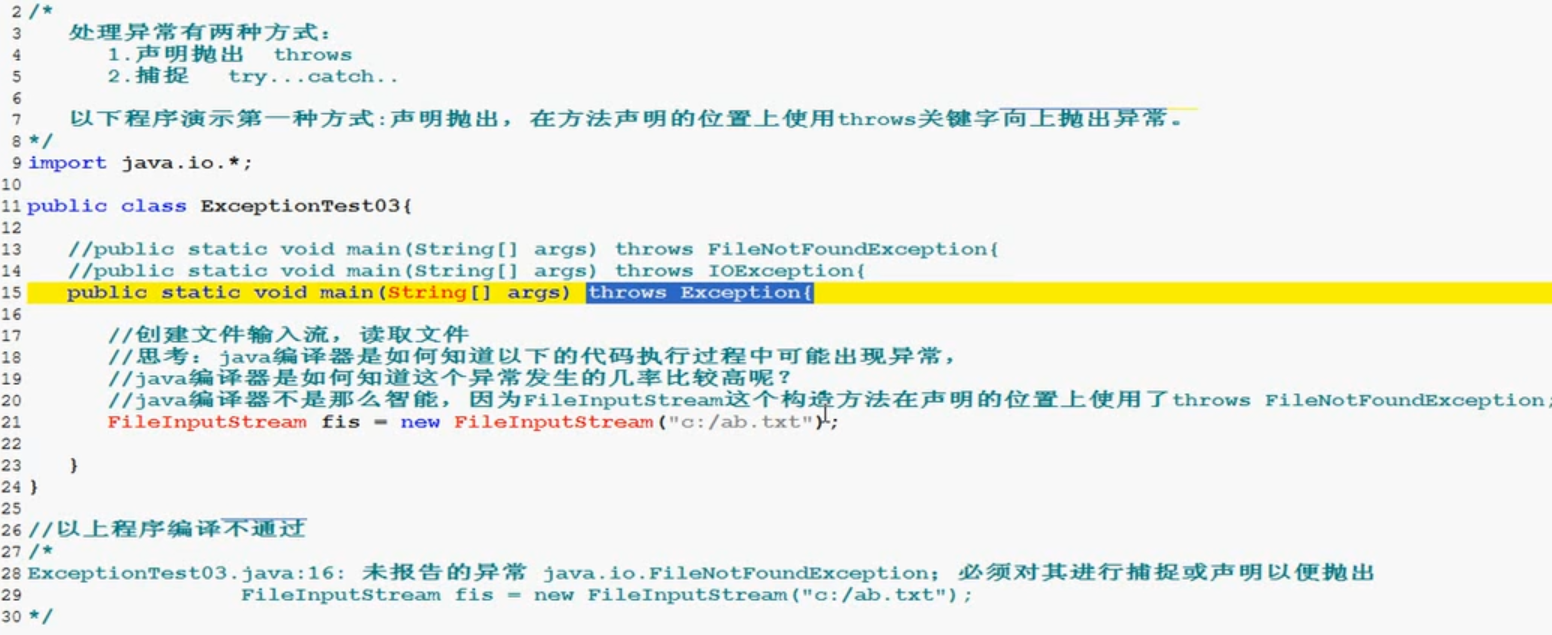 2 /*
3 处理异常有两种方式:
4 1.声明抛出 throws
5 2.捕捉 try...catch..
6
7 以下程序演示第一种方式:声明抛出，在方法声明的位置上使用throws关键字向上抛出异常。
8 */
9 import java.io.*;
10
11 public class ExceptionTest03{
12
13 //public static void main(String[] args) throws FileNotFoundException{
14 //public static void main(String[] args) throws IOException{
15 public static void main(String[] args) throws Exception{
16
17 //创建文件输入流，读取文件
18 //思考：java编译器是如何知道以下的代码执行过程中可能出现异常，
19 //java编译器是如何知道这个异常发生的几率比较高呢？
20 //java编译器不是那么智能，因为FileInputStream这个构造方法在声明的位置上使用了throws FileNotFoundException;
21 FileInputStream fis = new FileInputStream("c:/ab.txt");
22
23 }
24 }
25
26 //以上程序编译不通过
27 /*
28 ExceptionTest03.java:16: 未报告的异常 java.io.FileNotFoundException; 必须对其进行捕捉或声明以便抛出
29 FileInputStream fis = new FileInputStream("c:/ab.txt");
30 */